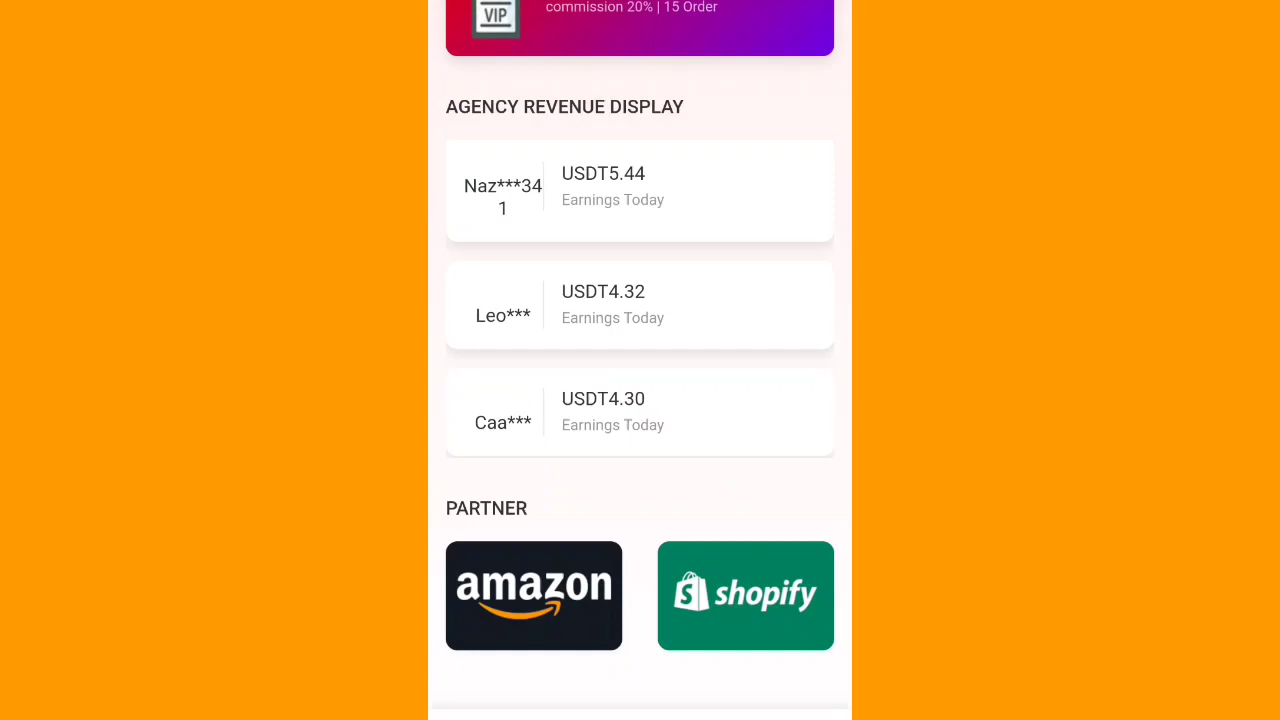 VIP
commission 20% | 15 Order
AGENCY REVENUE DISPLAY
Naz***34
1
USDT5.44
Earnings Today
Leo***
USDT4.32
Earnings Today
Caa***
USDT4.30
Earnings Today
PARTNER
amazon
shopify